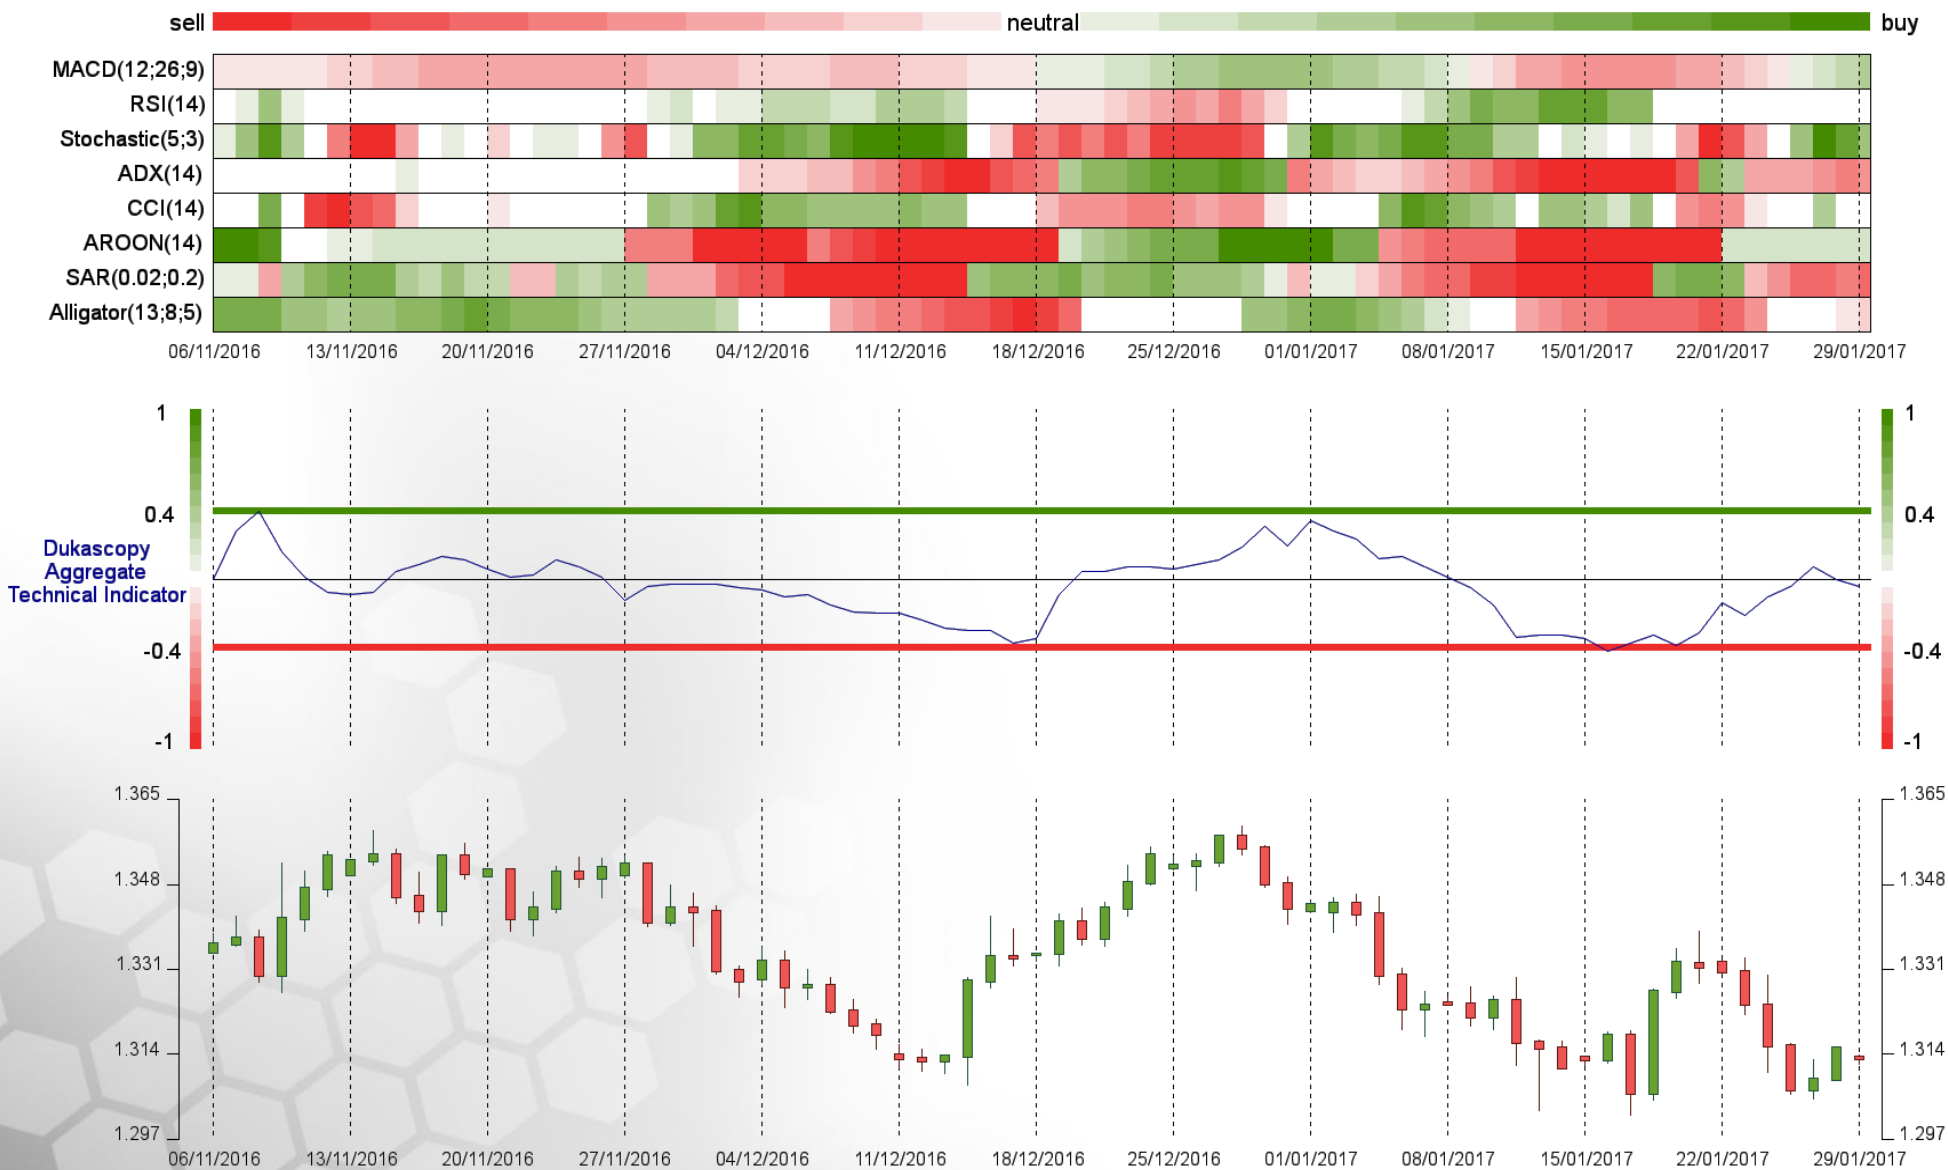 sell neutral buy
MACD(12;26;9)
RSI(14)
Stochastic(5;3)
ADX(14)
CCI(14)
AROON(14)
SAR(0.02;0.2)
Alligator(13;8;5)
06/11/2016 13/11/2016 20/11/2016 27/11/2016 04/12/2016 11/12/2016 18/12/2016 25/12/2016 01/01/2017 08/01/2017 15/01/2017 22/01/2017 29/01/2017
1 1
0.4 0.4
Dukascopy
Aggregate
Technical Indicator
-0.4 -0.4
-1 -1
1.365 1.365
1.348 1.348
1.331 1.331
1.314 1.314
1.297 1.297
06/11/2016 13/11/2016 20/11/2016 27/11/2016 04/12/2016 11/12/2016 18/12/2016 25/12/2016 01/01/2017 08/01/2017 15/01/2017 22/01/2017 29/01/2017